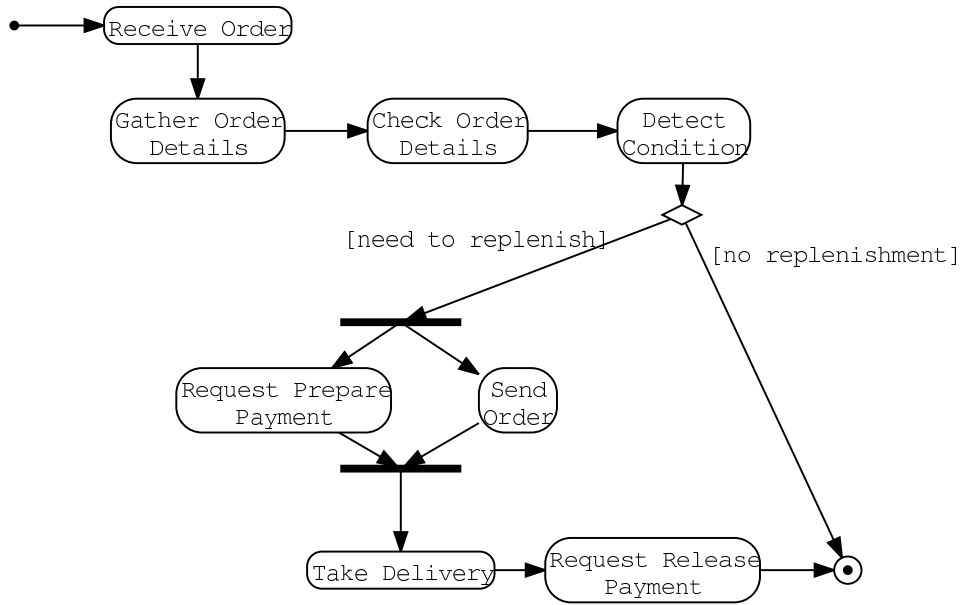 Receive Order
Gather Order
Details
Check Order
Details
Detect
Condition
[need to replenish]
[no replenishment]
Request Prepare
Payment
Send
Order
Take Delivery
Request Release
Payment